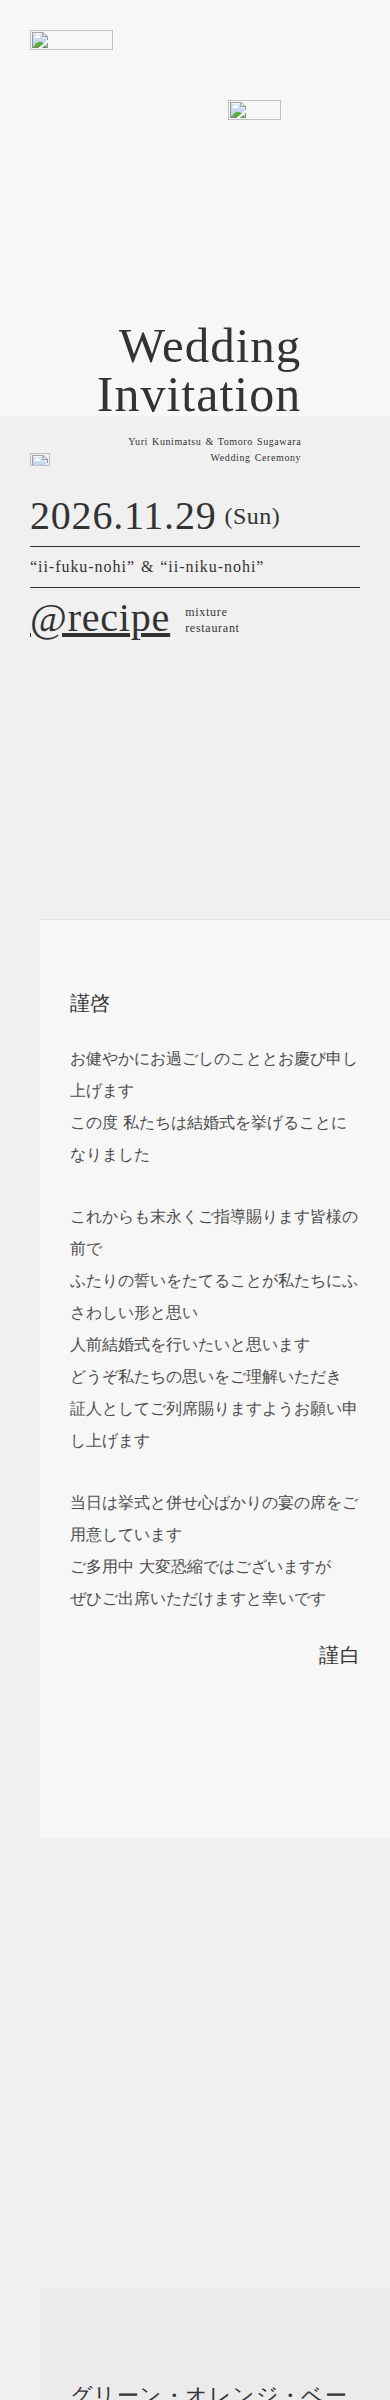 Wedding
Invitation
Yuri Kunimatsu & Tomoro Sugawara
Wedding Ceremony
2026.11.29 (Sun)
“ii-fuku-nohi” & “ii-niku-nohi”
@recipe mixture
restaurant
謹啓
お健やかにお過ごしのこととお慶び申し
上げます
この度 私たちは結婚式を挙げることに
なりました
これからも末永くご指導賜ります皆様の
前で
ふたりの誓いをたてることが私たちにふ
さわしい形と思い
人前結婚式を行いたいと思います
どうぞ私たちの思いをご理解いただき
証人としてご列席賜りますようお願い申
し上げます
当日は挙式と併せ心ばかりの宴の席をご
用意しています
ご多用中 大変恐縮ではございますが
ぜひご出席いただけますと幸いです
謹白
グリーン・オレンジ・ベー